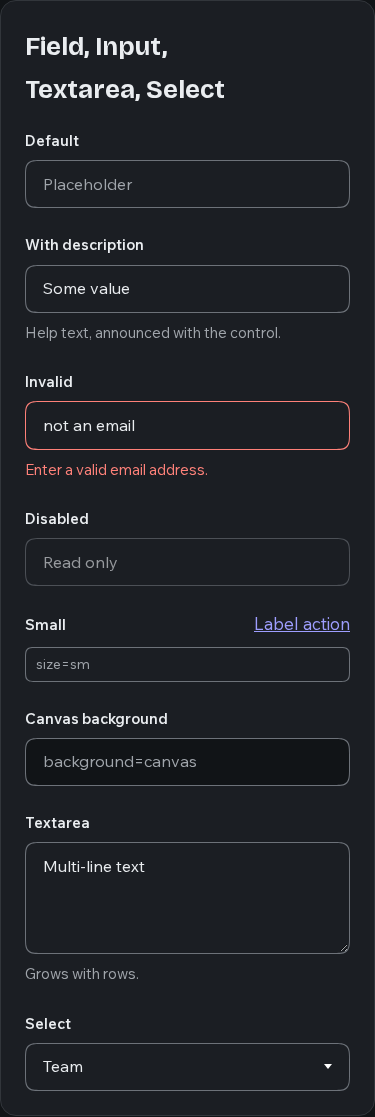 Field, Input,
Textarea, Select
Default
Placeholder
With description
Some value
Help text, announced with the control.
Invalid
not an email
Enter a valid email address.
Disabled
Read only
Small
Label action
size=sm
Canvas background
background=canvas
Textarea
Multi-line text
Grows with rows.
Select
Team